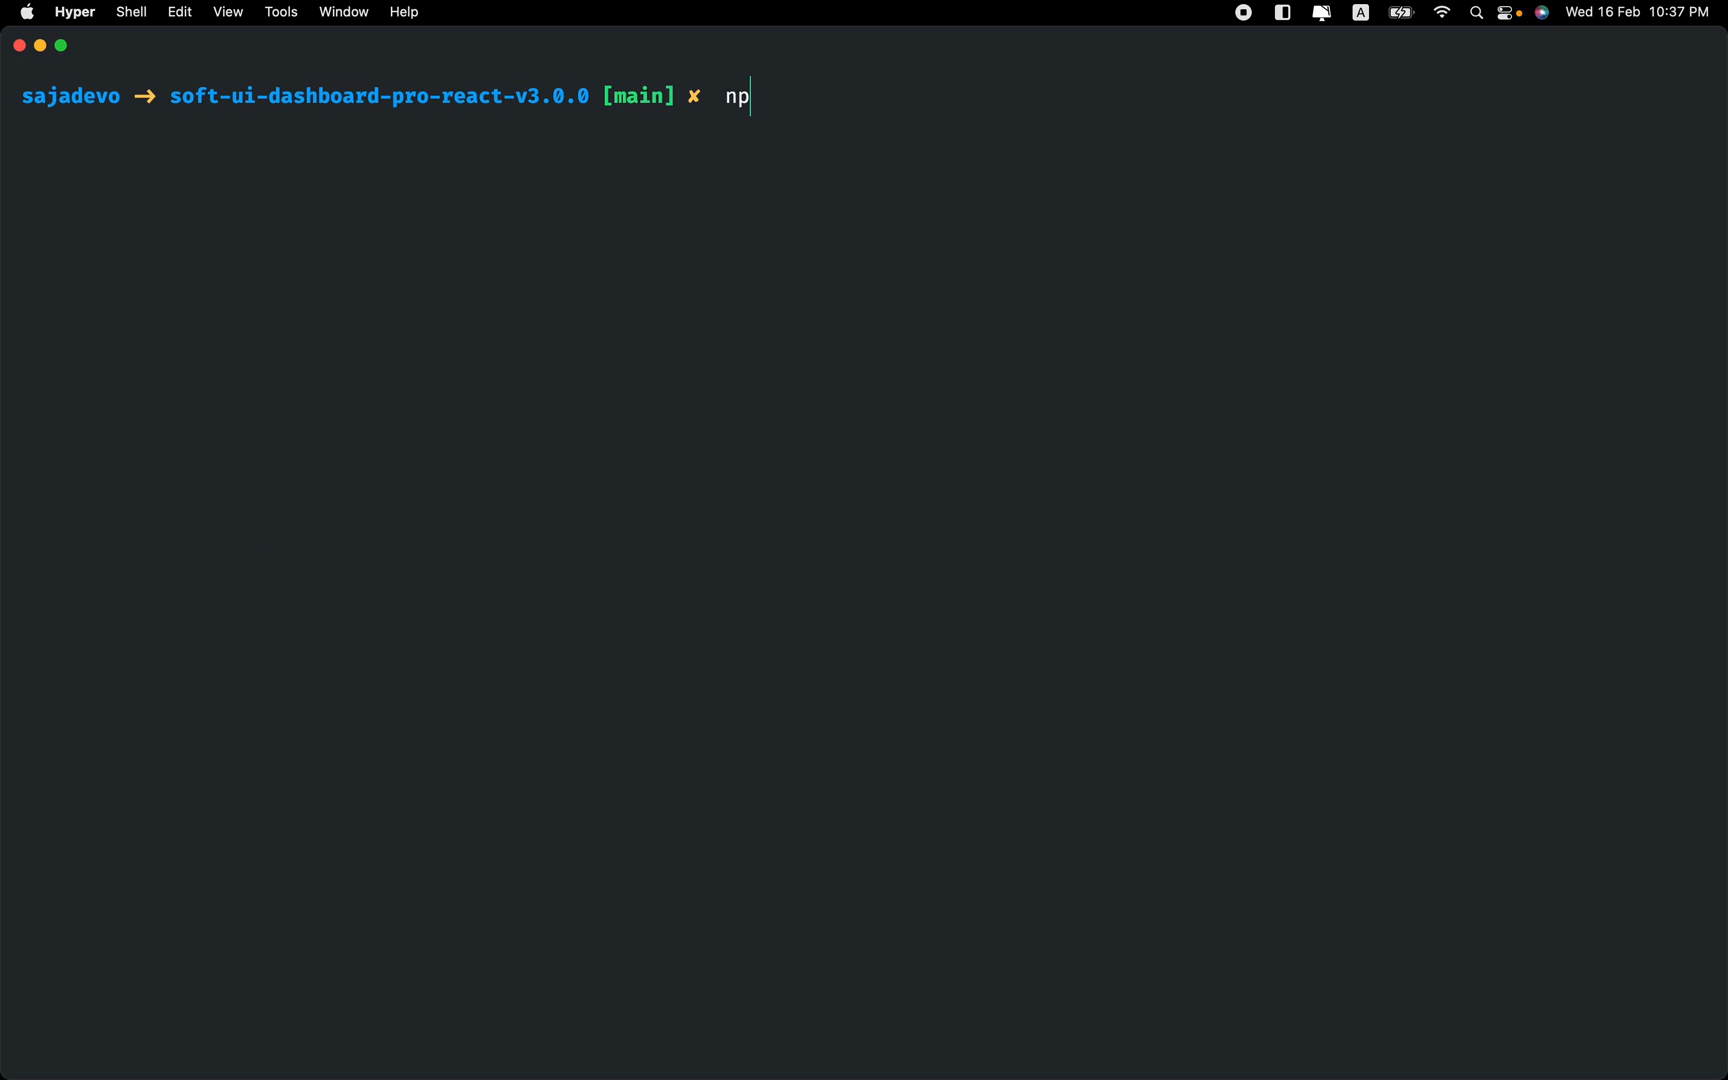 Hyper Shell Edit View Tools Window Help A Wed 16 Feb 10:37 PM
sajadevo → soft-ui-dashboard-pro-react-v3.0.0 [main] ✘ np